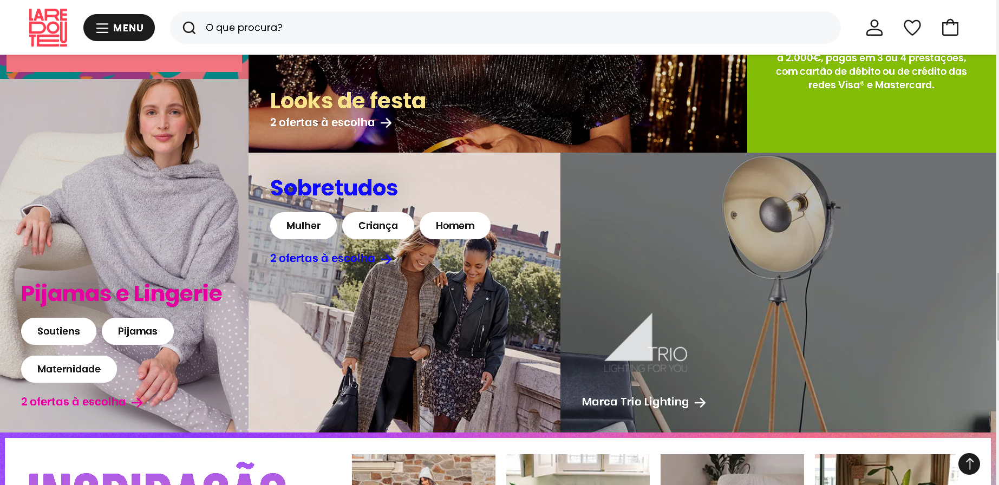 LA RE
DOU
TE
MENU
O que procura?
a 2.000€, pagas em 3 ou 4 prestações,
com cartão de débito ou de crédito das
redes Visa® e Mastercard.
Looks de festa
2 ofertas à escolha
Sobretudos
Mulher
Criança
Homem
2 ofertas à escolha
Pijamas e Lingerie
Soutiens
Pijamas
Maternidade
2 ofertas à escolha
TRIO
LIGHTING FOR YOU
Marca Trio Lighting
INSPIRAÇÃO